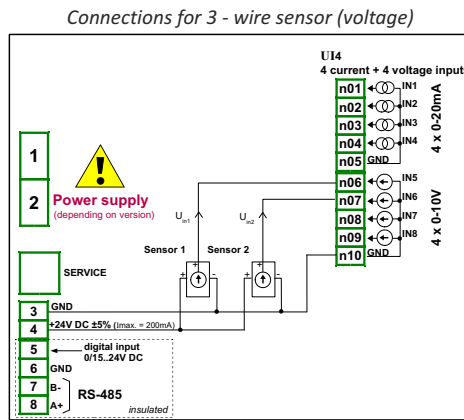 Connections for 3 - wire sensor (voltage)
UI4
4 current + 4 voltage input
n01 IN1
n02 IN2
n03 IN3
n04 IN4
n05 GND
4 x 0-20mA
n06 IN5
n07 IN6
n08 IN7
n09 IN8
n10 GND
4 x 0-10V
1
2
!
Power supply
(depending on version)
Uin1
Uin2
Sensor 1
Sensor 2
+
+
-
+
+
-
SERVICE
3 GND
4 +24V DC ±5% (Imax. = 200mA)
5 digital input
0/15..24V DC
6 GND
7 B-
8 A+
RS-485
insulated